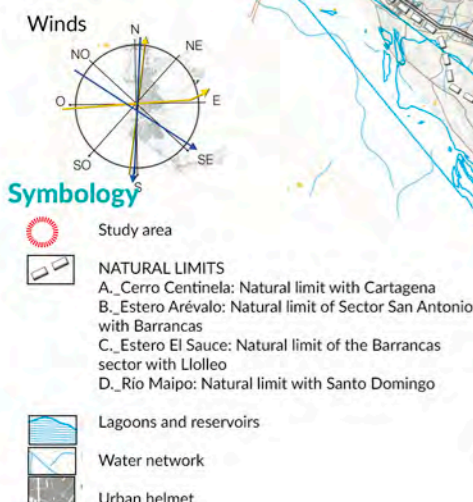 Winds
N
NO
NE
O
E
SO
SE
S
Symbology
Study area
NATURAL LIMITS
A._Cerro Centinela: Natural limit with Cartagena
B._Estero Arévalo: Natural limit of Sector San Antonio
with Barrancas
C._Estero El Sauce: Natural limit of the Barrancas
sector with Llolleo
D._Río Maipo: Natural limit with Santo Domingo
Lagoons and reservoirs
Water network
Urban helmet